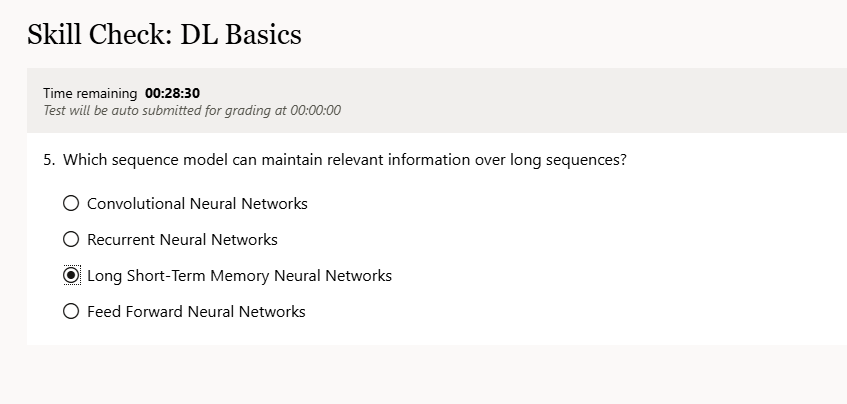 Skill Check: DL Basics
Time remaining 00:28:30
Test will be auto submitted for grading at 00:00:00
5. Which sequence model can maintain relevant information over long sequences?
Convolutional Neural Networks
Recurrent Neural Networks
Long Short-Term Memory Neural Networks
Feed Forward Neural Networks